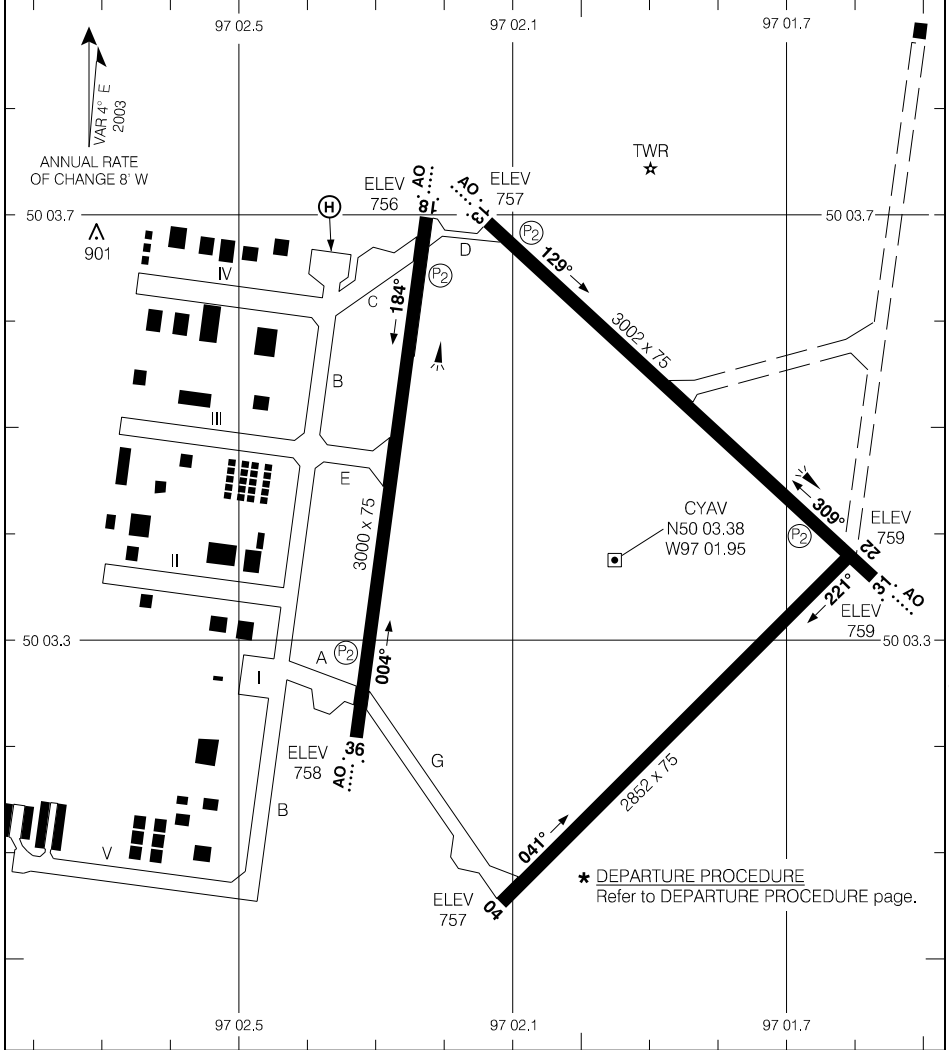 97 02.5
97 02.1
97 01.7
VAR 4° E
2003
ANNUAL RATE
OF CHANGE 8' W
TWR
ELEV
756
AO
18
AO
13
ELEV
757
50 03.7
50 03.7
H
901
P2
D
129°
IV
P2
C
184°
3002 x 75
B
III
E
3000 x 75
CYAV
N50 03.38
W97 01.95
309°
P2
ELEV
759
22
II
221°
31
AO
ELEV
759
50 03.3
50 03.3
A
P2
004°
I
36
ELEV
758
AO
G
2852 x 75
B
V
041°
* DEPARTURE PROCEDURE
Refer to DEPARTURE PROCEDURE page.
ELEV
757
04
97 02.5
97 02.1
97 01.7